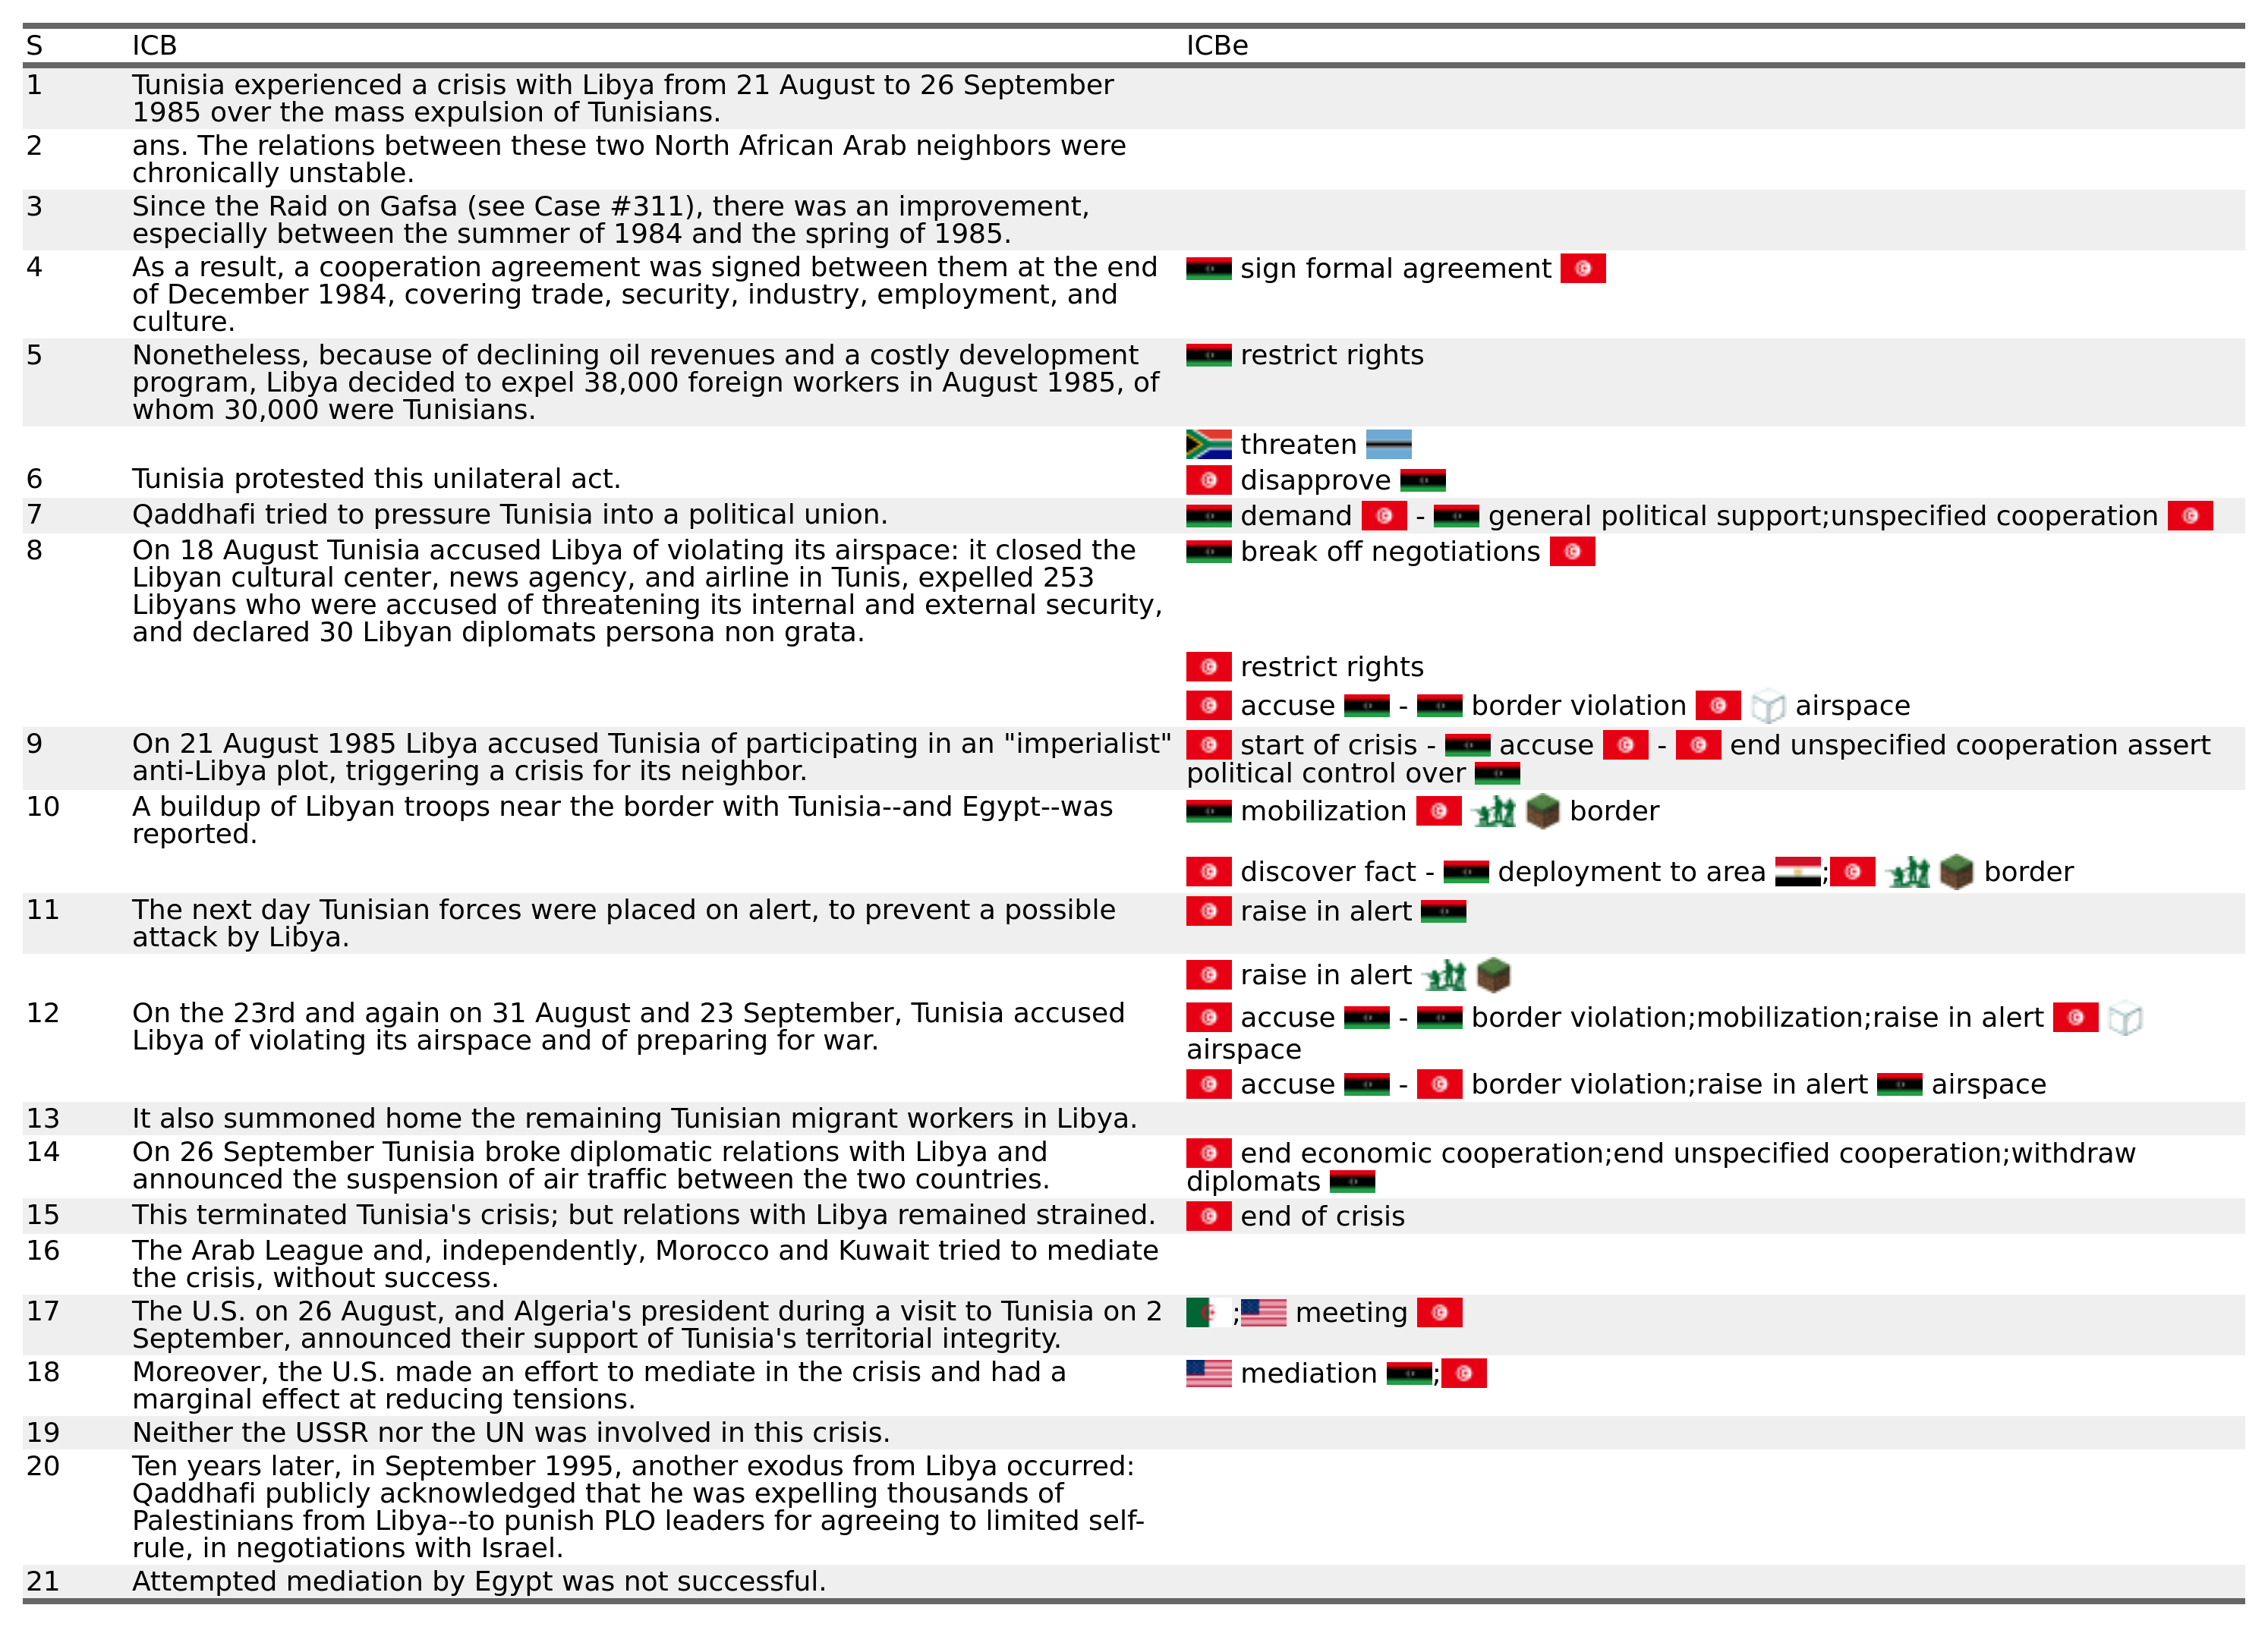 S ICB ICBe
1 Tunisia experienced a crisis with Libya from 21 August to 26 September
1985 over the mass expulsion of Tunisians.
2 ans. The relations between these two North African Arab neighbors were
chronically unstable.
3 Since the Raid on Gafsa (see Case #311), there was an improvement,
especially between the summer of 1984 and the spring of 1985.
4 As a result, a cooperation agreement was signed between them at the end sign formal agreement
of December 1984, covering trade, security, industry, employment, and
culture.
5 Nonetheless, because of declining oil revenues and a costly development restrict rights
program, Libya decided to expel 38,000 foreign workers in August 1985, of
whom 30,000 were Tunisians.
threaten
6 Tunisia protested this unilateral act. disapprove
7 Qaddhafi tried to pressure Tunisia into a political union. demand - general political support;unspecified cooperation
8 On 18 August Tunisia accused Libya of violating its airspace: it closed the break off negotiations
Libyan cultural center, news agency, and airline in Tunis, expelled 253
Libyans who were accused of threatening its internal and external security,
and declared 30 Libyan diplomats persona non grata.
restrict rights
accuse - border violation airspace
9 On 21 August 1985 Libya accused Tunisia of participating in an "imperialist" start of crisis - accuse - end unspecified cooperation assert
anti-Libya plot, triggering a crisis for its neighbor. political control over
10 A buildup of Libyan troops near the border with Tunisia--and Egypt--was mobilization border
reported.
discover fact - deployment to area ; border
11 The next day Tunisian forces were placed on alert, to prevent a possible raise in alert
attack by Libya.
raise in alert
12 On the 23rd and again on 31 August and 23 September, Tunisia accused accuse - border violation;mobilization;raise in alert
Libya of violating its airspace and of preparing for war. airspace
accuse - border violation;raise in alert airspace
13 It also summoned home the remaining Tunisian migrant workers in Libya.
14 On 26 September Tunisia broke diplomatic relations with Libya and end economic cooperation;end unspecified cooperation;withdraw
announced the suspension of air traffic between the two countries. diplomats
15 This terminated Tunisia's crisis; but relations with Libya remained strained. end of crisis
16 The Arab League and, independently, Morocco and Kuwait tried to mediate
the crisis, without success.
17 The U.S. on 26 August, and Algeria's president during a visit to Tunisia on 2 ; meeting
September, announced their support of Tunisia's territorial integrity.
18 Moreover, the U.S. made an effort to mediate in the crisis and had a mediation ;
marginal effect at reducing tensions.
19 Neither the USSR nor the UN was involved in this crisis.
20 Ten years later, in September 1995, another exodus from Libya occurred:
Qaddhafi publicly acknowledged that he was expelling thousands of
Palestinians from Libya--to punish PLO leaders for agreeing to limited self-
rule, in negotiations with Israel.
21 Attempted mediation by Egypt was not successful.